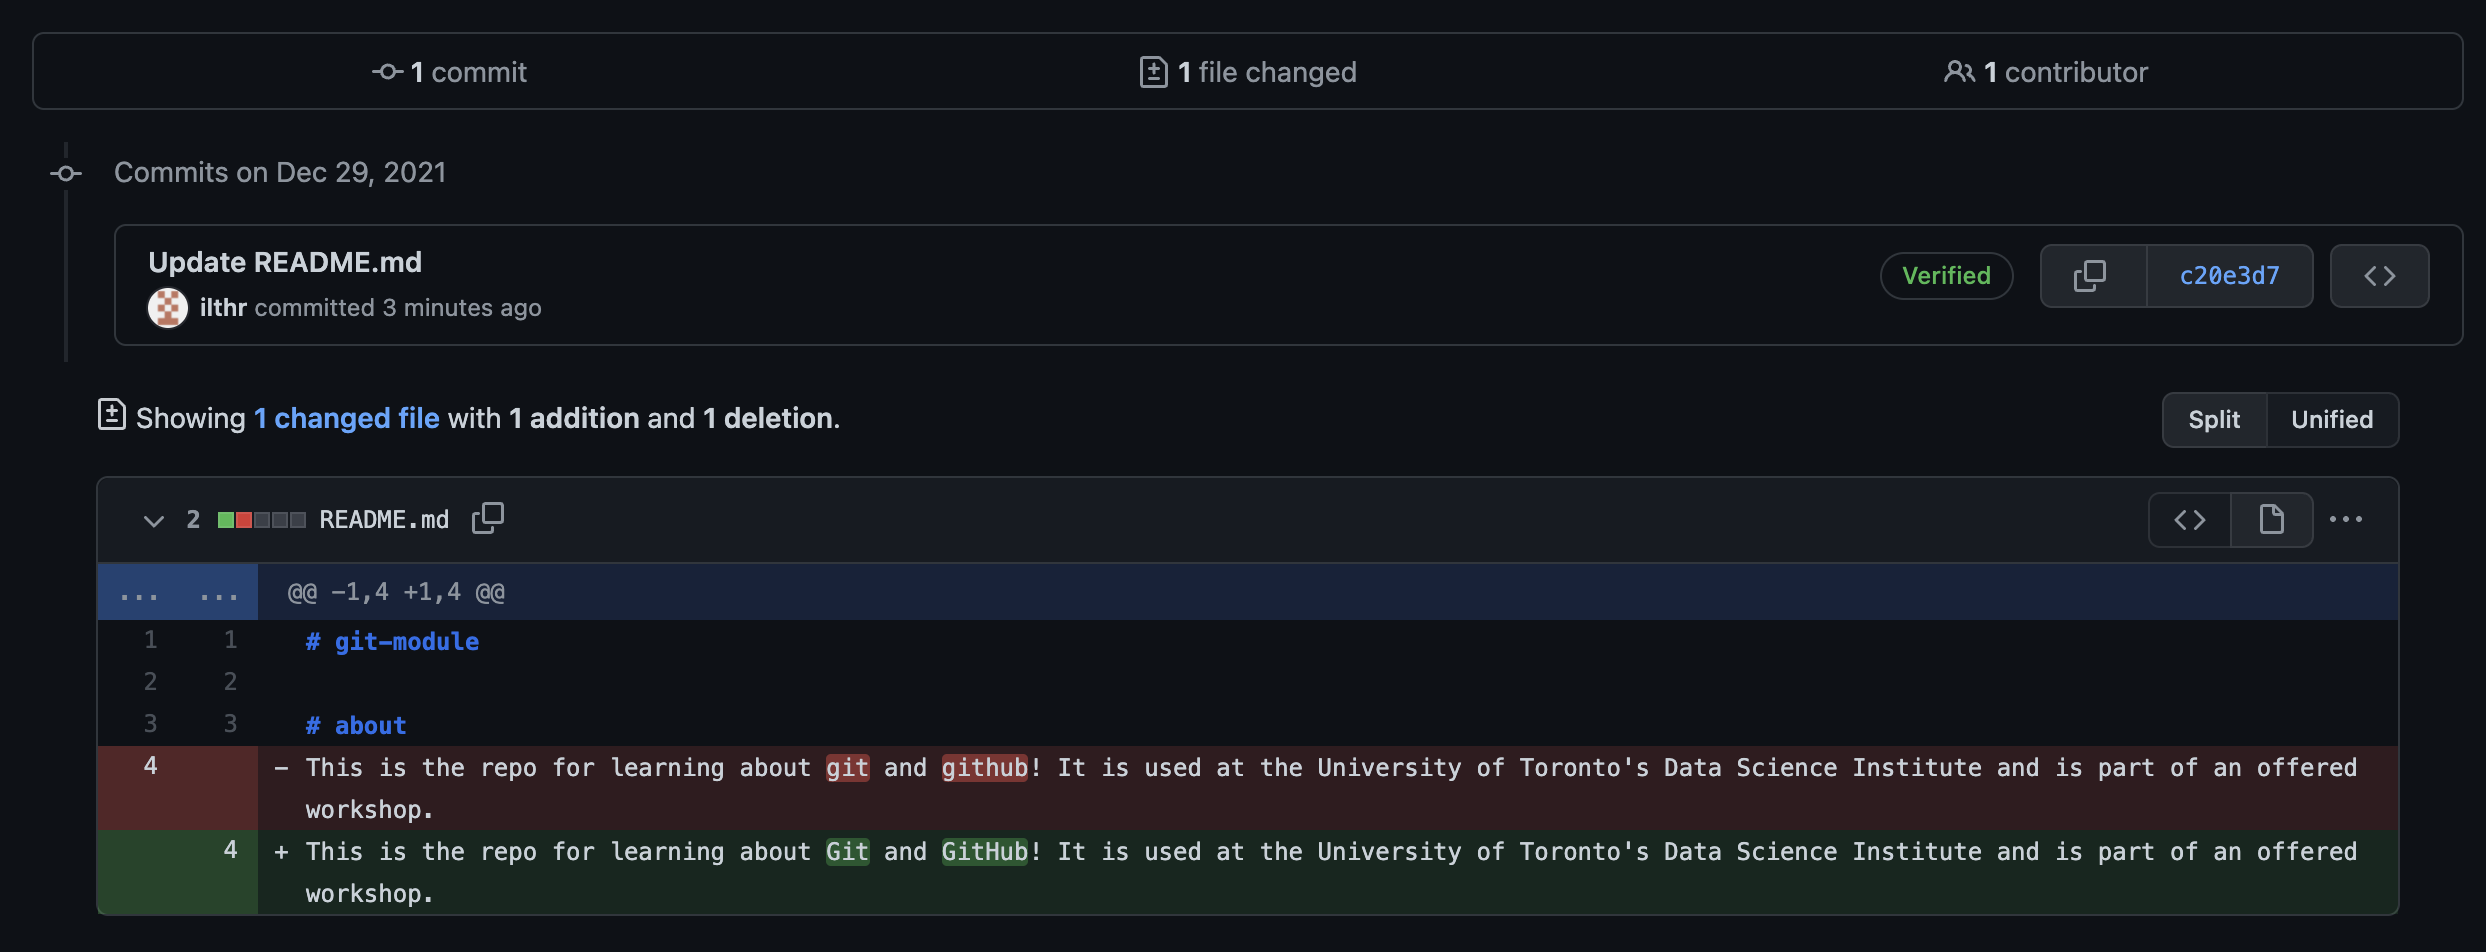 1 commit
1 file changed
1 contributor
Commits on Dec 29, 2021
Update README.md
ilthr committed 3 minutes ago
Verified
c20e3d7
<>
Showing 1 changed file with 1 addition and 1 deletion.
Split
Unified
2 README.md
<>
...
... ... @@ -1,4 +1,4 @@
1 1 # git-module
2 2
3 3 # about
4 - This is the repo for learning about git and github! It is used at the University of Toronto's Data Science Institute and is part of an offered
workshop.
4 + This is the repo for learning about Git and GitHub! It is used at the University of Toronto's Data Science Institute and is part of an offered
workshop.